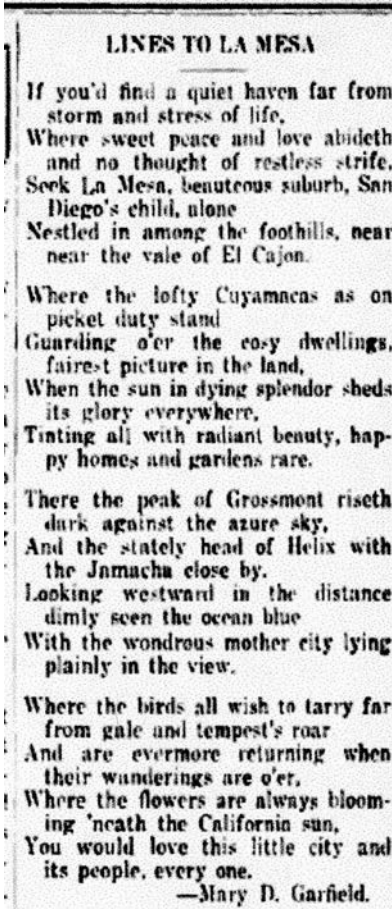 LINES TO LA MESA
If you'd find a quiet haven far from
storm and stress of life,
Where sweet peace and love abideth
and no thought of restless strife,
Seek La Mesa, beauteous suburb, San
Diego's child, alone
Nestled in among the foothills, near
near the vale of El Cajon.
Where the lofty Cuyamacas as on
picket duty stand
Guarding o'er the cosy dwellings,
fairest picture in the land,
When the sun in dying splendor sheds
its glory everywhere,
Tinting all with radiant beauty, hap-
py homes and gardens rare.
There the peak of Grossmont riseth
dark against the azure sky,
And the stately head of Helix with
the Jamacha close by.
Looking westward in the distance
dimly seen the ocean blue
With the wondrous mother city lying
plainly in the view.
Where the birds all wish to tarry far
from gale and tempest's roar
And are evermore returning when
their wanderings are o'er,
Where the flowers are always bloom-
ing 'neath the California sun,
You would love this little city and
its people, every one.
—Mary D. Garfield.